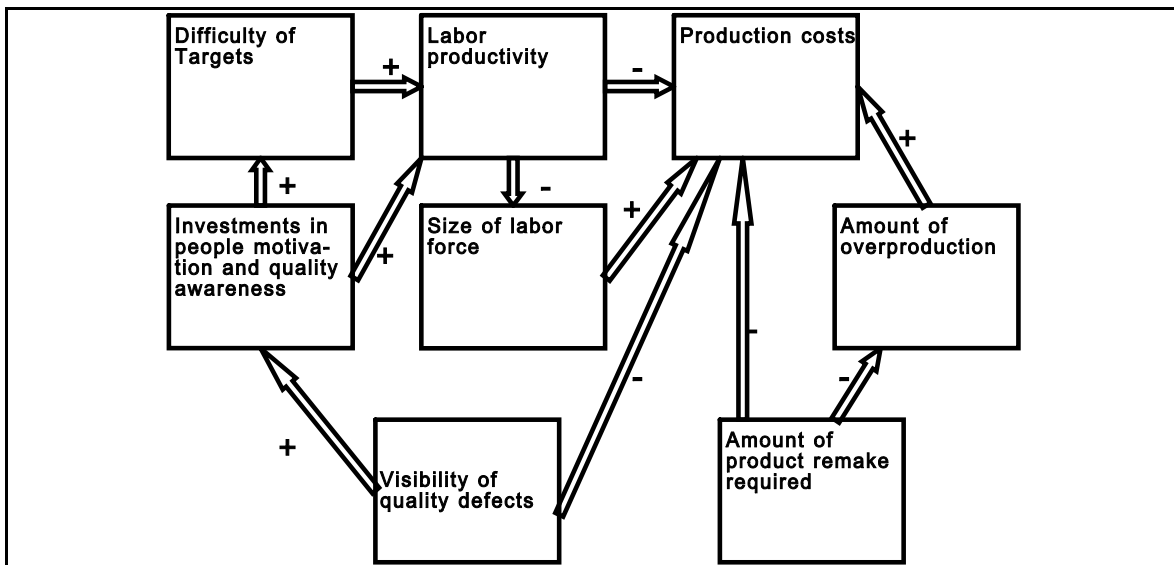 Difficulty of
Targets
+
Labor
productivity
-
Production costs
+
+
Investments in
people motiva-
tion and quality
awareness
+
-
Size of labor
force
+
Amount of
overproduction
-
-
-
+
Visibility of
quality defects
Amount of
product remake
required